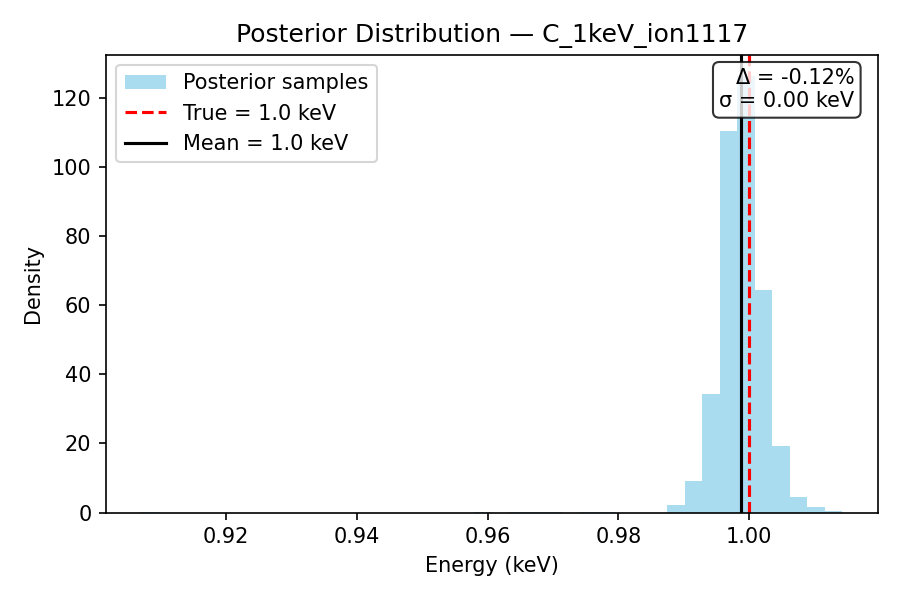 Posterior Distribution — C_1keV_ion1117
Posterior samples
True = 1.0 keV
Mean = 1.0 keV
Δ = -0.12%
σ = 0.00 keV
Density
120
100
80
60
40
20
0
0.92 0.94 0.96 0.98 1.00
Energy (keV)